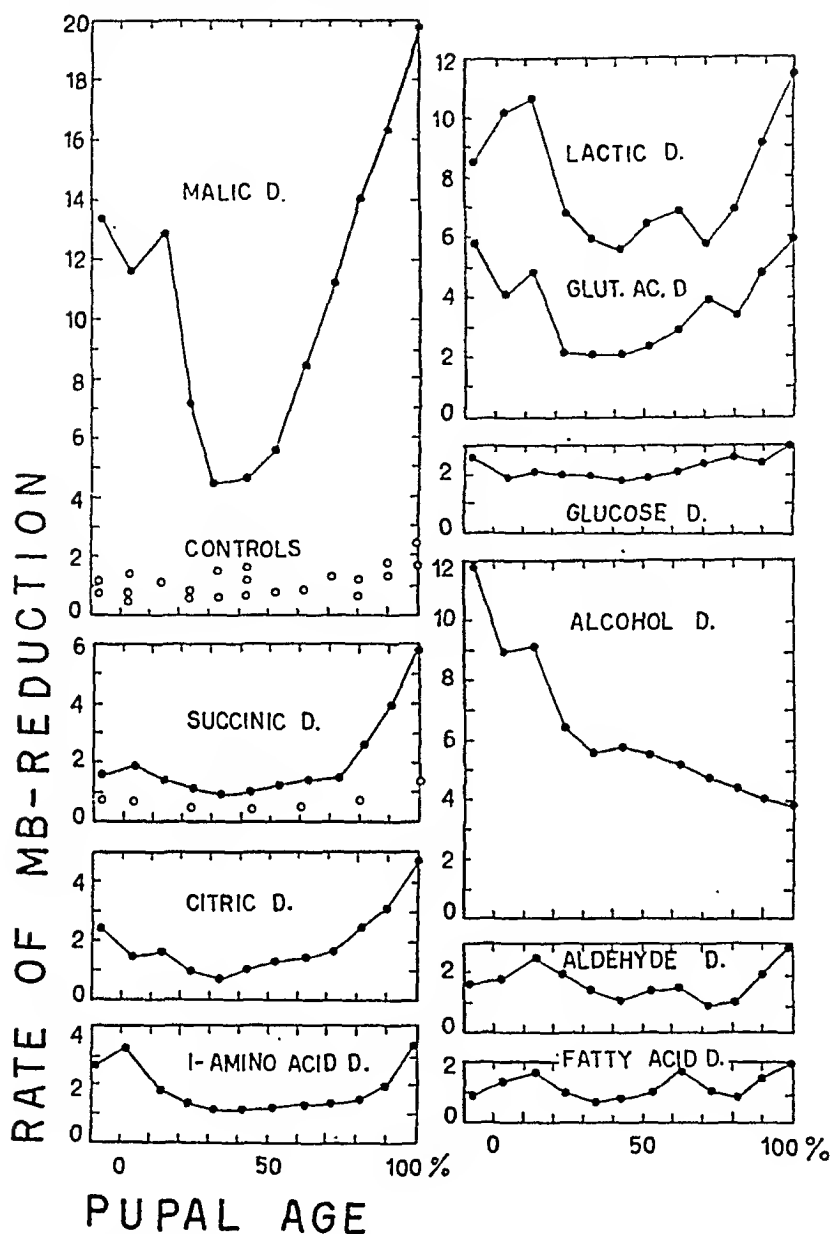 RATE OF MB-REDUCTION
20
18
16
14
12
10
8
6
4
2
0
MALIC D.
CONTROLS
6
4
2
0
SUCCINIC D.
4
2
0
CITRIC D.
4
2
0
1-AMINO ACID D.
0 50 100 %
12
10
8
6
4
2
0
LACTIC D.
GLUT. AC. D
2
0
GLUCOSE D.
12
10
8
6
4
2
0
ALCOHOL D.
2
0
ALDEHYDE D.
2
0
FATTY ACID D.
0 50 100 %
PUPAL AGE